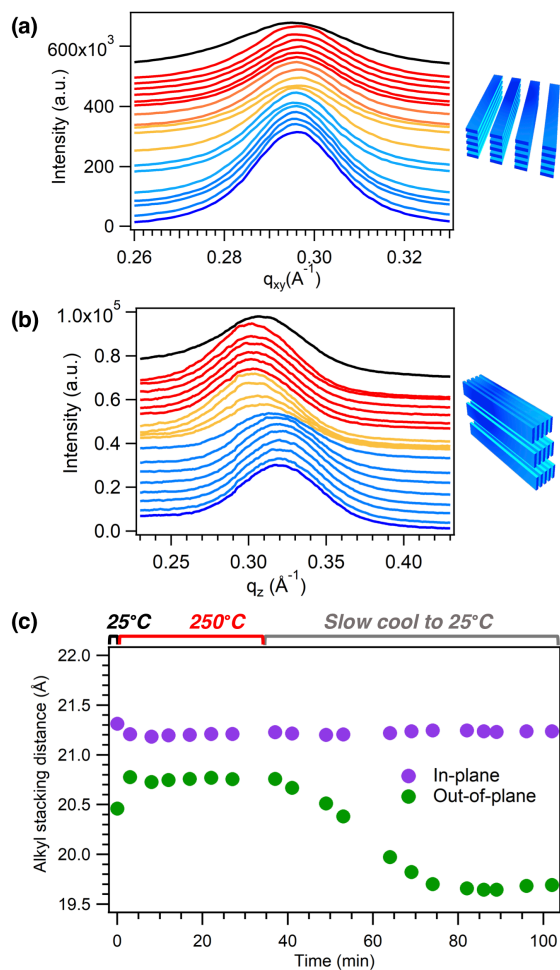 (a)
600x10³
400
200
0
Intensity (a.u.)
0.26
0.28
0.30
0.32
qxy(A⁻¹)
(b)
1.0x10⁵
0.8
0.6
0.4
0.2
0.0
Intensity (a.u.)
0.25
0.30
0.35
0.40
qz (Å⁻¹)
(c)
25°C
250°C
Slow cool to 25°C
22.0
21.5
21.0
20.5
20.0
19.5
Alkyl stacking distance (Å)
In-plane
Out-of-plane
0
20
40
60
80
100
Time (min)